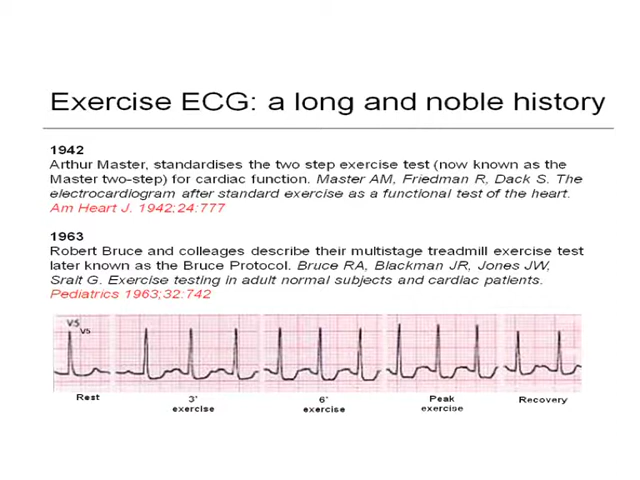 Exercise ECG: a long and noble history
1942
Arthur Master, standardises the two step exercise test (now known as the
Master two-step) for cardiac function. Master AM, Friedman R, Dack S. The
electrocardiogram after standard exercise as a functional test of the heart.
Am Heart J. 1942;24:777
1963
Robert Bruce and colleages describe their multistage treadmill exercise test
later known as the Bruce Protocol. Bruce RA, Blackman JR, Jones JW,
Srait G. Exercise testing in adult normal subjects and cardiac patients.
Pediatrics 1963;32:742
V5
V5
Rest
3'
exercise
6'
exercise
Peak
exercise
Recovery